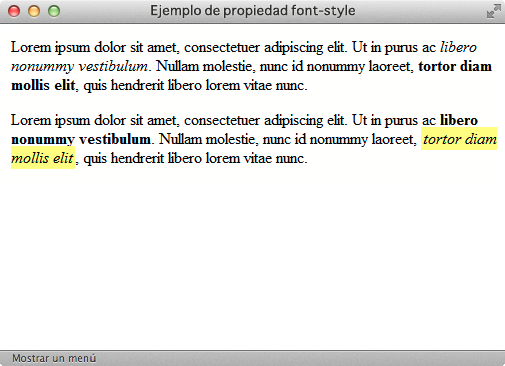 Ejemplo de propiedad font-style
Lorem ipsum dolor sit amet, consectetuer adipiscing elit. Ut in purus ac libero
nonummy vestibulum. Nullam molestie, nunc id nonummy laoreet, tortor diam
mollis elit, quis hendrerit libero lorem vitae nunc.
Lorem ipsum dolor sit amet, consectetuer adipiscing elit. Ut in purus ac libero
nonummy vestibulum. Nullam molestie, nunc id nonummy laoreet, tortor diam
mollis elit, quis hendrerit libero lorem vitae nunc.
Mostrar un menú